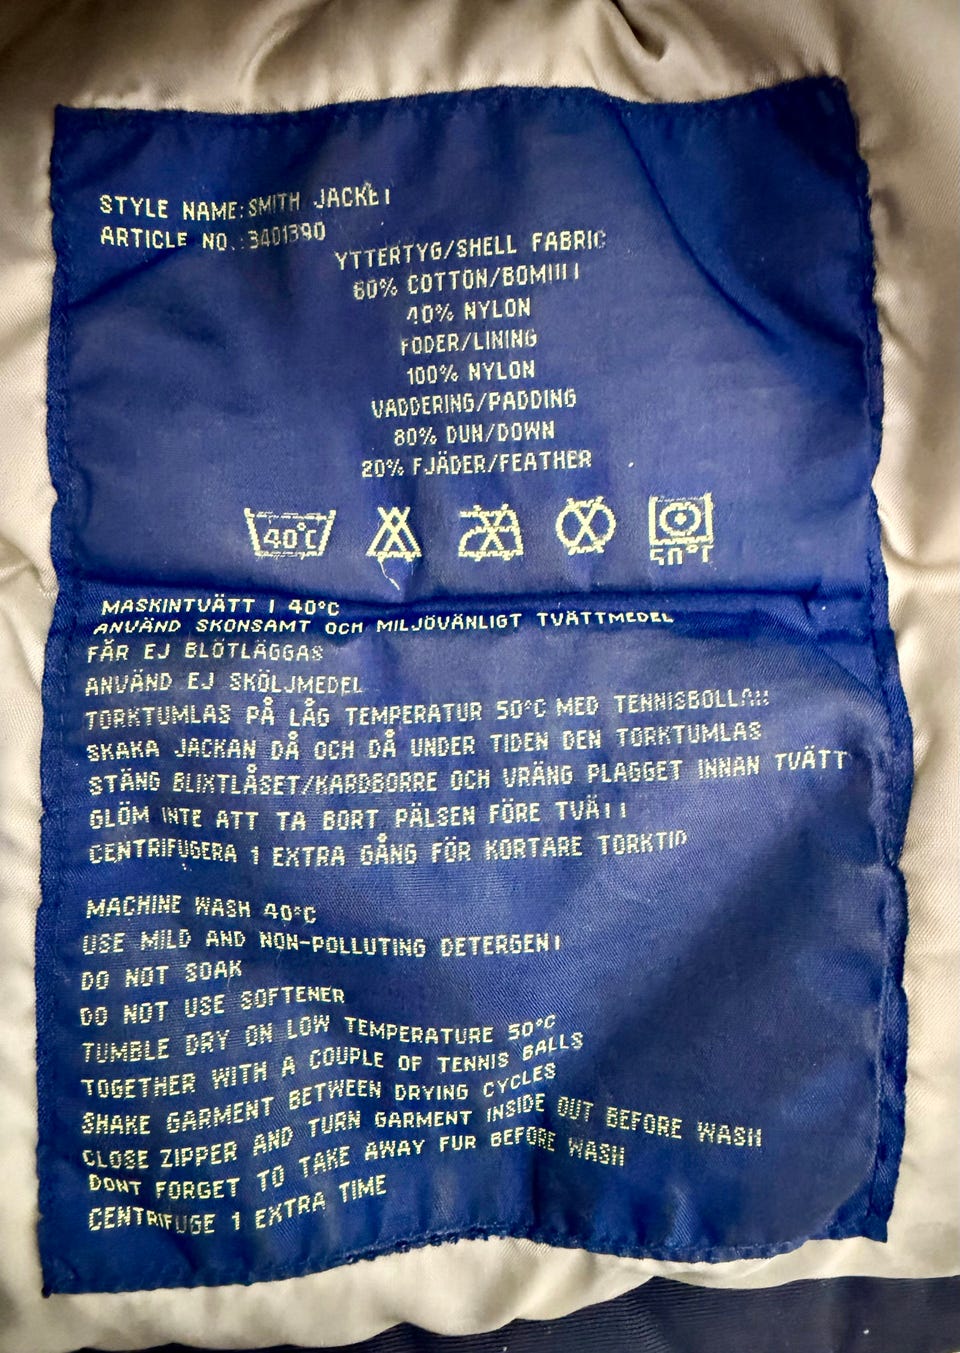 STYLE NAME: SMITH JACKET
ARTICLE NO.: 3401390
YTTERTYG/SHELL FABRIC
60% COTTON/BOMULL
40% NYLON
FODER/LINING
100% NYLON
VADDERING/PADDING
80% DUN/DOWN
20% FJÄDER/FEATHER
40°C
50°C
MASKINTVÄTT I 40°C
ANVÄND SKONSAMT OCH MILJÖVÄNLIGT TVÄTTMEDEL
FÅR EJ BLÖTLÄGGAS
ANVÄND EJ SKÖLJMEDEL
TORKTUMLAS PÅ LÅG TEMPERATUR 50°C MED TENNISBOLLAR
SKAKA JACKAN DÅ OCH DÅ UNDER TIDEN DEN TORKTUMLAS
STÄNG BLIXTLÅSET/KARDBORRE OCH VRÄNG PLAGGET INNAN TVÄTT
GLÖM INTE ATT TA BORT PÄLSEN FÖRE TVÄTT
CENTRIFUGERA 1 EXTRA GÅNG FÖR KORTARE TORKTID
MACHINE WASH 40°C
USE MILD AND NON-POLLUTING DETERGENT
DO NOT SOAK
DO NOT USE SOFTENER
TUMBLE DRY ON LOW TEMPERATURE 50°C
TOGETHER WITH A COUPLE OF TENNIS BALLS
SHAKE GARMENT BETWEEN DRYING CYCLES
CLOSE ZIPPER AND TURN GARMENT INSIDE OUT BEFORE WASH
DONT FORGET TO TAKE AWAY FUR BEFORE WASH
CENTRIFUGE 1 EXTRA TIME